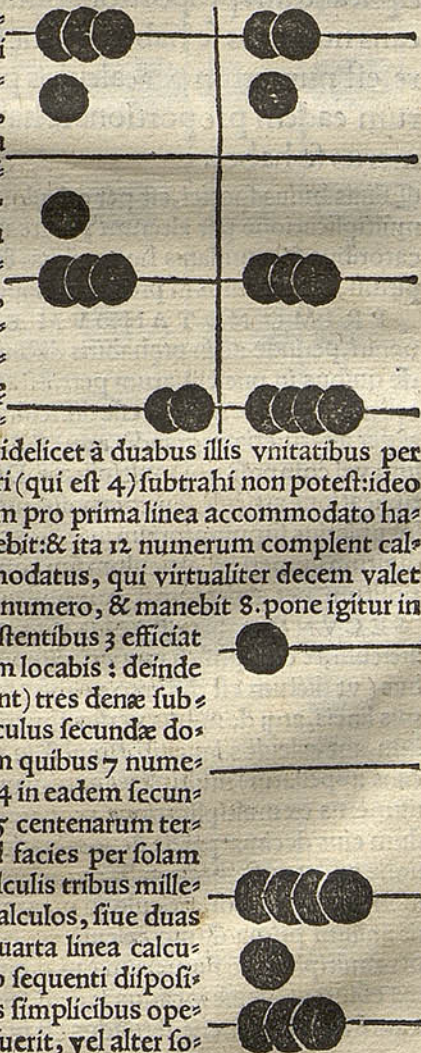 idelicet à duabus illis vnitatibus per
ri (qui eſt 4) ſubtrahi non poteſt:ideo
m pro prima linea accommodato ha⸗
ebit:& ita 12 numerum complent cal⸗
nodatus, qui virtualiter decem valet
numero, & manebit 8. pone igitur in
ſtentibus 3 efficiat
m locabis : deinde
nt) tres denæ ſub⸗
culus ſecundæ do⸗
m quibus 7 nume⸗
4 in eadem ſecun⸗
5 centenarum ter⸗
facies per ſolam
lculis tribus mille⸗
alculos, ſiue duas
uarta linea calcu⸗
o ſequenti diſpoſi⸗
s ſimplicibus ope⸗
fuerit, vel alter ſo⸗